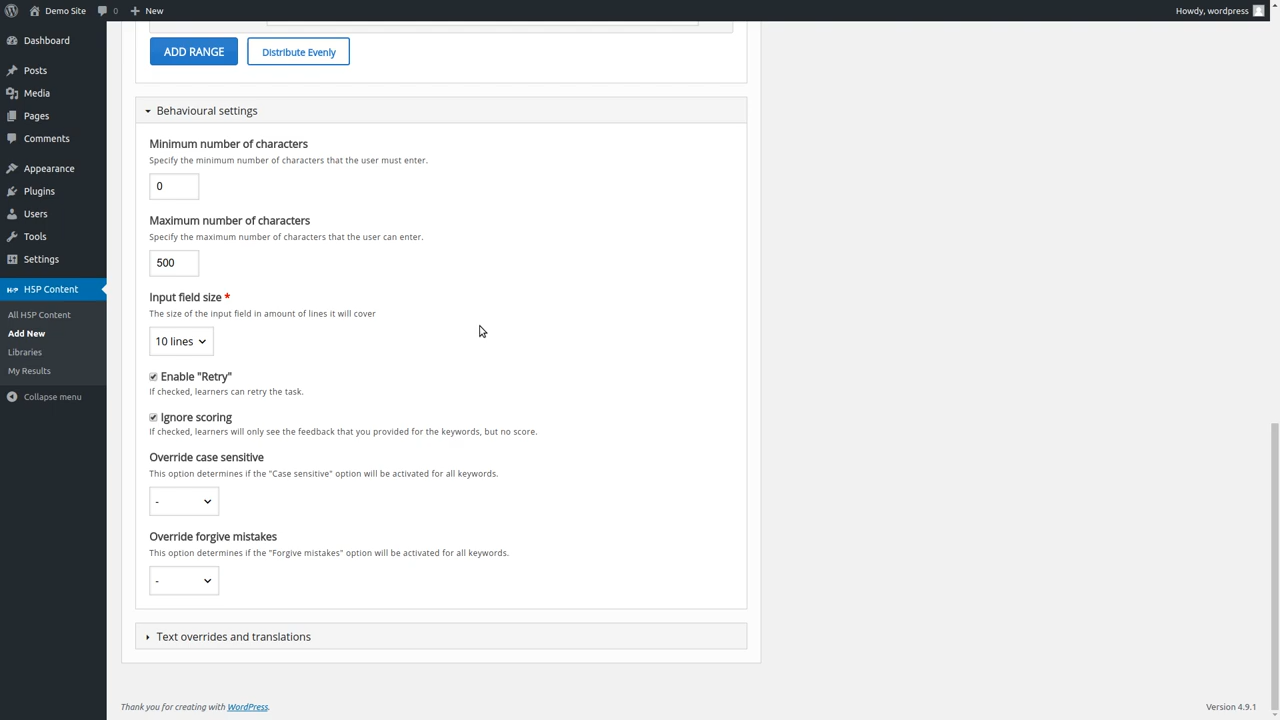 Demo Site 0 New Howdy, wordpress
Dashboard
Posts
Media
Pages
Comments
Appearance
Plugins
Users
Tools
Settings
H5P H5P Content
All H5P Content
Add New
Libraries
My Results
Collapse menu
ADD RANGE Distribute Evenly
Behavioural settings
Minimum number of characters
Specify the minimum number of characters that the user must enter.
0
Maximum number of characters
Specify the maximum number of characters that the user can enter.
500
Input field size *
The size of the input field in amount of lines it will cover
10 lines
Enable "Retry"
If checked, learners can retry the task.
Ignore scoring
If checked, learners will only see the feedback that you provided for the keywords, but no score.
Override case sensitive
This option determines if the "Case sensitive" option will be activated for all keywords.
-
Override forgive mistakes
This option determines if the "Forgive mistakes" option will be activated for all keywords.
-
Text overrides and translations
Thank you for creating with WordPress. Version 4.9.1